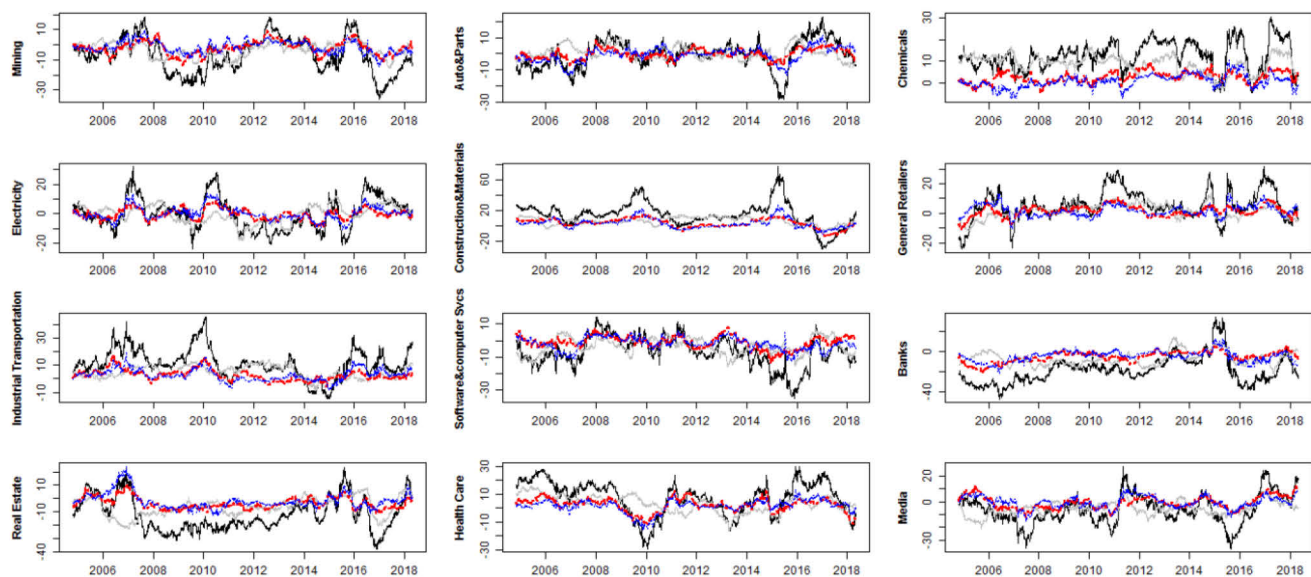 Mining
10
-10
-30
2006 2008 2010 2012 2014 2016 2018
Auto&Parts
10
-10
-30
2006 2008 2010 2012 2014 2016 2018
Chemicals
30
10
0
2006 2008 2010 2012 2014 2016 2018
Electricity
20
0
-20
2006 2008 2010 2012 2014 2016 2018
Construction&Materials
60
20
-20
2006 2008 2010 2012 2014 2016 2018
General Retailers
20
0
-20
2006 2008 2010 2012 2014 2016 2018
Industrial Transportation
30
10
-10
2006 2008 2010 2012 2014 2016 2018
Software&computer Svcs
10
-10
-30
2006 2008 2010 2012 2014 2016 2018
Banks
0
-40
2006 2008 2010 2012 2014 2016 2018
Real Estate
10
-10
-40
2006 2008 2010 2012 2014 2016 2018
Health Care
30
10
-10
-30
2006 2008 2010 2012 2014 2016 2018
Media
20
0
-30
2006 2008 2010 2012 2014 2016 2018